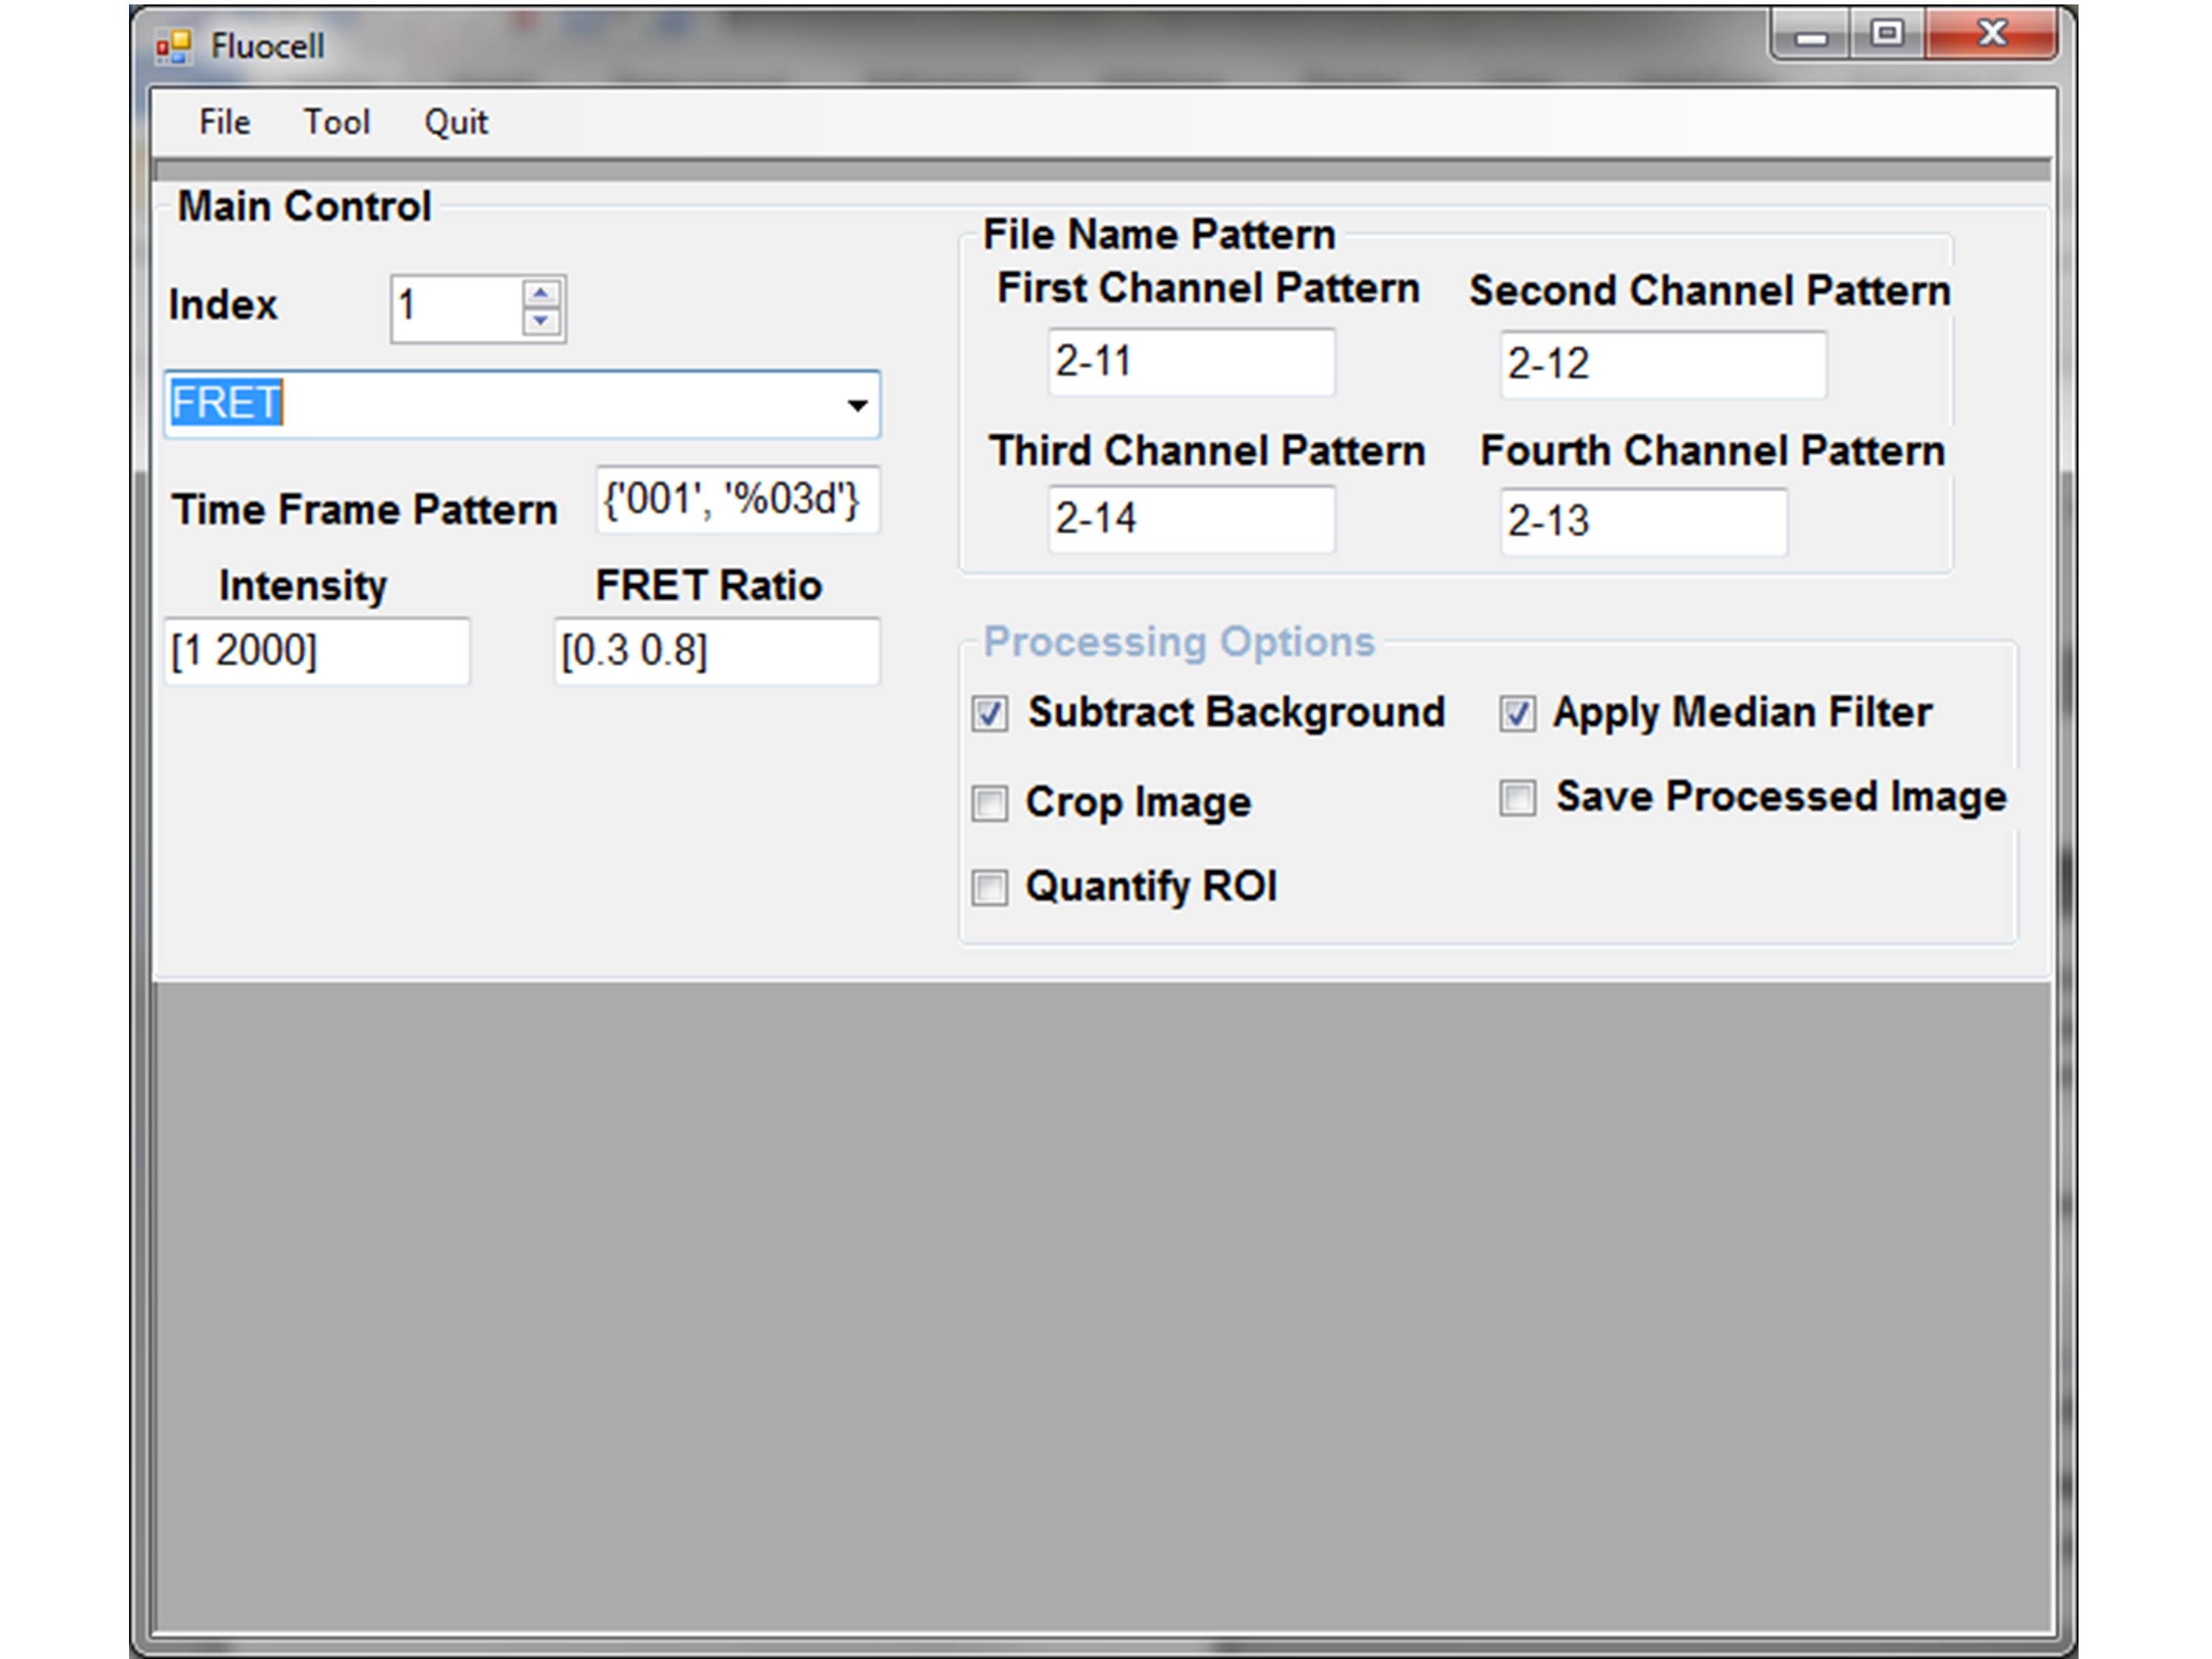 Fluocell
File Tool Quit
Main Control
Index 1
FRET
Time Frame Pattern {'001', '%03d'}
Intensity FRET Ratio
[1 2000] [0.3 0.8]
File Name Pattern
First Channel Pattern Second Channel Pattern
2-11 2-12
Third Channel Pattern Fourth Channel Pattern
2-14 2-13
Processing Options
Subtract Background Apply Median Filter
Crop Image Save Processed Image
Quantify ROI